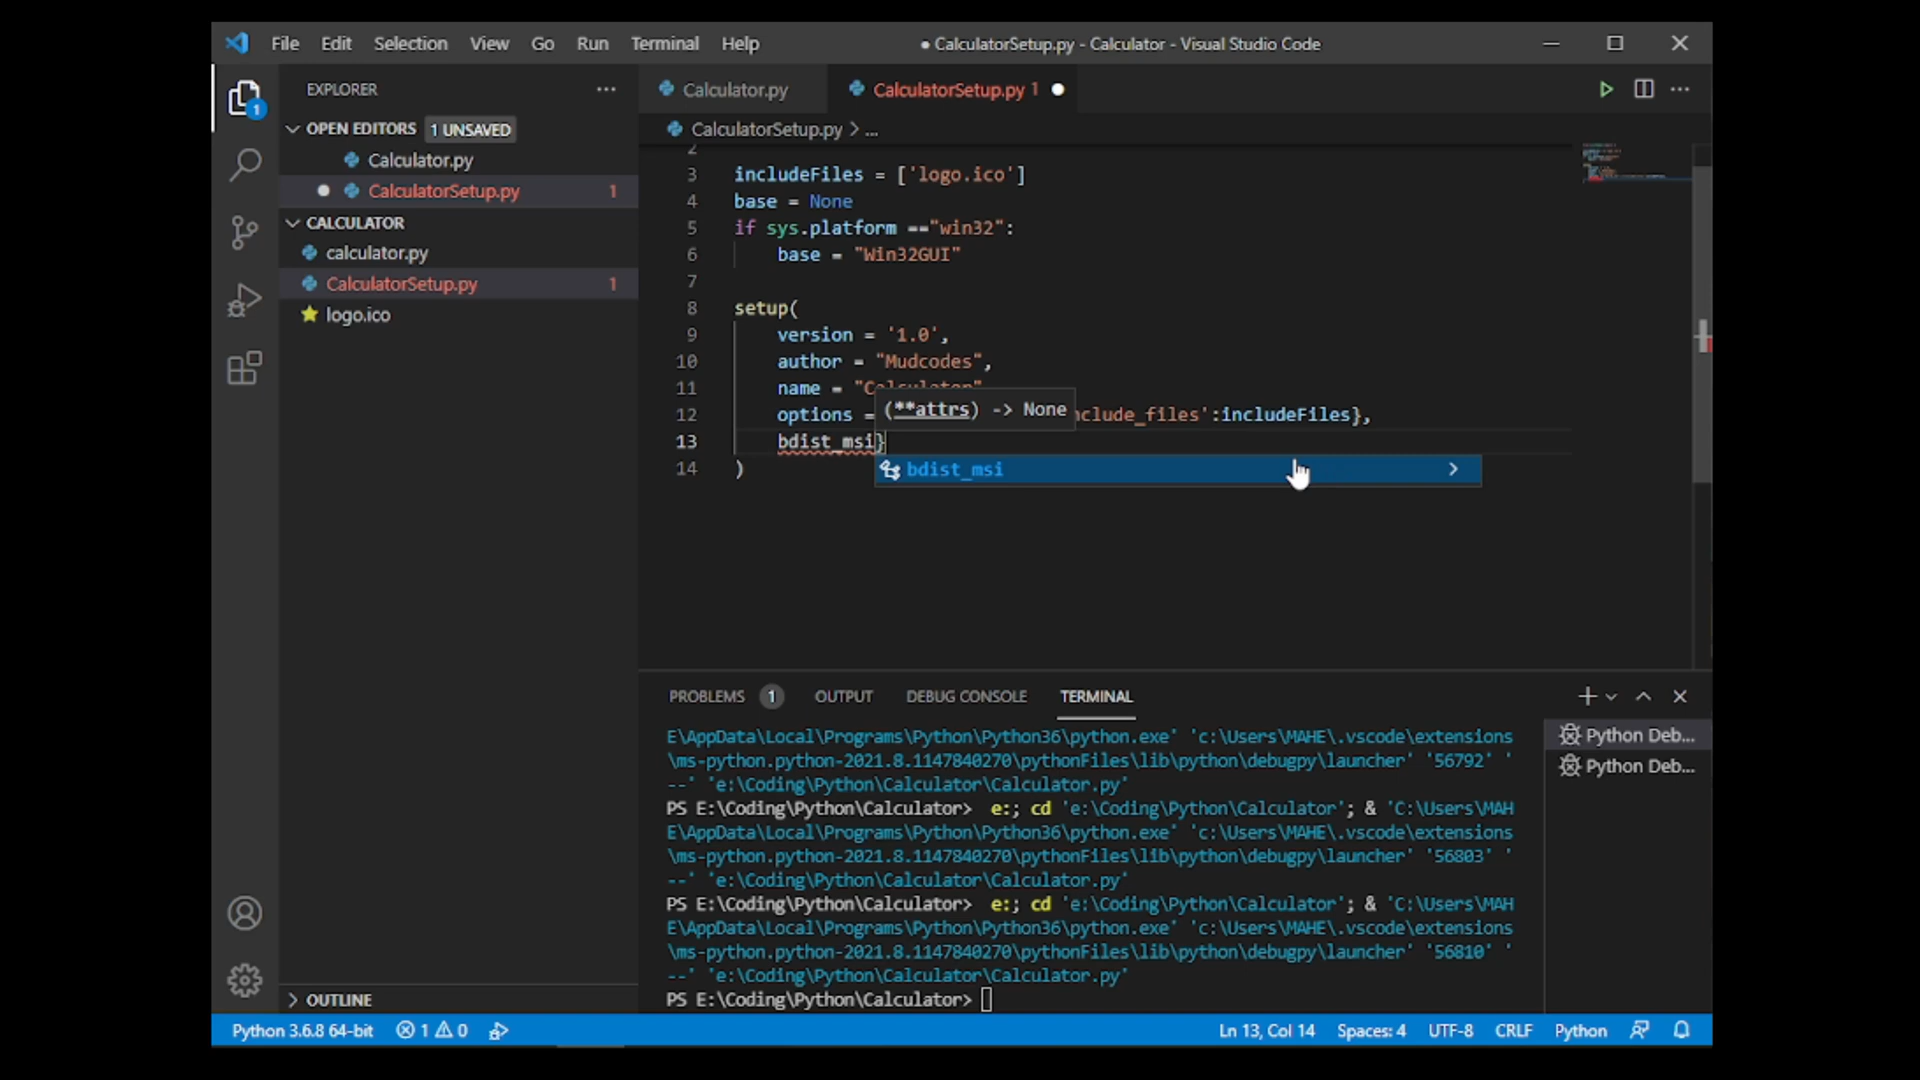 File Edit Selection View Go Run Terminal Help
● CalculatorSetup.py - Calculator - Visual Studio Code
EXPLORER
OPEN EDITORS 1 UNSAVED
Calculator.py
CalculatorSetup.py 1
CALCULATOR
calculator.py
CalculatorSetup.py 1
logo.ico
OUTLINE
1
Calculator.py
CalculatorSetup.py 1
CalculatorSetup.py > ...
2
3 includeFiles = ['logo.ico']
4 base = None
5 if sys.platform =="win32":
6 base = "Win32GUI"
7
8 setup(
9 version = '1.0',
10 author = "Mudcodes",
11 name = "Calculator"
12 options = nclude_files':includeFiles},
(**attrs) -> None
13 bdist_msi}
bdist_msi
14 )
PROBLEMS 1 OUTPUT DEBUG CONSOLE TERMINAL
E\AppData\Local\Programs\Python\Python36\python.exe' 'c:\Users\MAHE\.vscode\extensions
\ms-python.python-2021.8.1147840270\pythonFiles\lib\python\debugpy\launcher' '56792' '
--' 'e:\Coding\Python\Calculator\Calculator.py'
PS E:\Coding\Python\Calculator> e:; cd 'e:\Coding\Python\Calculator'; & 'C:\Users\MAH
E\AppData\Local\Programs\Python\Python36\python.exe' 'c:\Users\MAHE\.vscode\extensions
\ms-python.python-2021.8.1147840270\pythonFiles\lib\python\debugpy\launcher' '56803' '
--' 'e:\Coding\Python\Calculator\Calculator.py'
PS E:\Coding\Python\Calculator> e:; cd 'e:\Coding\Python\Calculator'; & 'C:\Users\MAH
E\AppData\Local\Programs\Python\Python36\python.exe' 'c:\Users\MAHE\.vscode\extensions
\ms-python.python-2021.8.1147840270\pythonFiles\lib\python\debugpy\launcher' '56810' '
--' 'e:\Coding\Python\Calculator\Calculator.py'
PS E:\Coding\Python\Calculator>
Python Deb...
Python Deb...
Python 3.6.8 64-bit 1 0
Ln 13, Col 14 Spaces: 4 UTF-8 CRLF Python